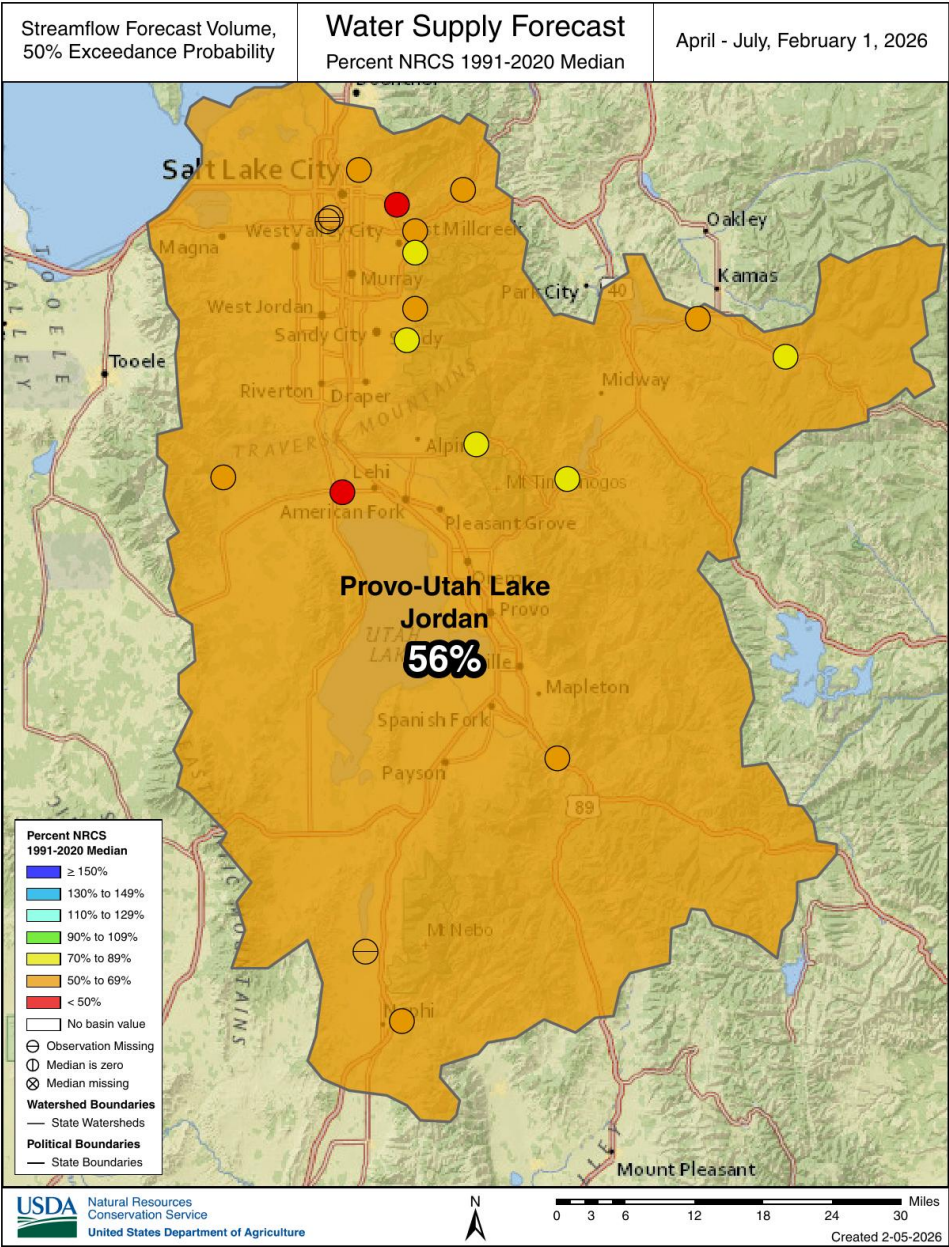 Streamflow Forecast Volume,
50% Exceedance Probability
Water Supply Forecast
Percent NRCS 1991-2020 Median
April - July, February 1, 2026
Salt Lake City
Oakley
West Valley City
st Millcreek
Magna
Murray
Park City
40
Kamas
West Jordan
Sandy City
Sandy
Tooele
TOOELE
VALLEY
Midway
Riverton
Draper
TRAVERSE MOUNTAINS
Alpine
Lehi
Mt Timpanogos
American Fork
Pleasant Grove
Orem
Provo-Utah Lake
Jordan
Provo
UTAH
LAKE
56%
ille
Mapleton
Spanish Fork
Payson
89
Mt Nebo
Nephi
Mount Pleasant
Percent NRCS
1991-2020 Median
≥ 150%
130% to 149%
110% to 129%
90% to 109%
70% to 89%
50% to 69%
< 50%
No basin value
Observation Missing
Median is zero
Median missing
Watershed Boundaries
State Watersheds
Political Boundaries
State Boundaries
USDA
Natural Resources
Conservation Service
United States Department of Agriculture
N
Miles
0 3 6 12 18 24 30
Created 2-05-2026